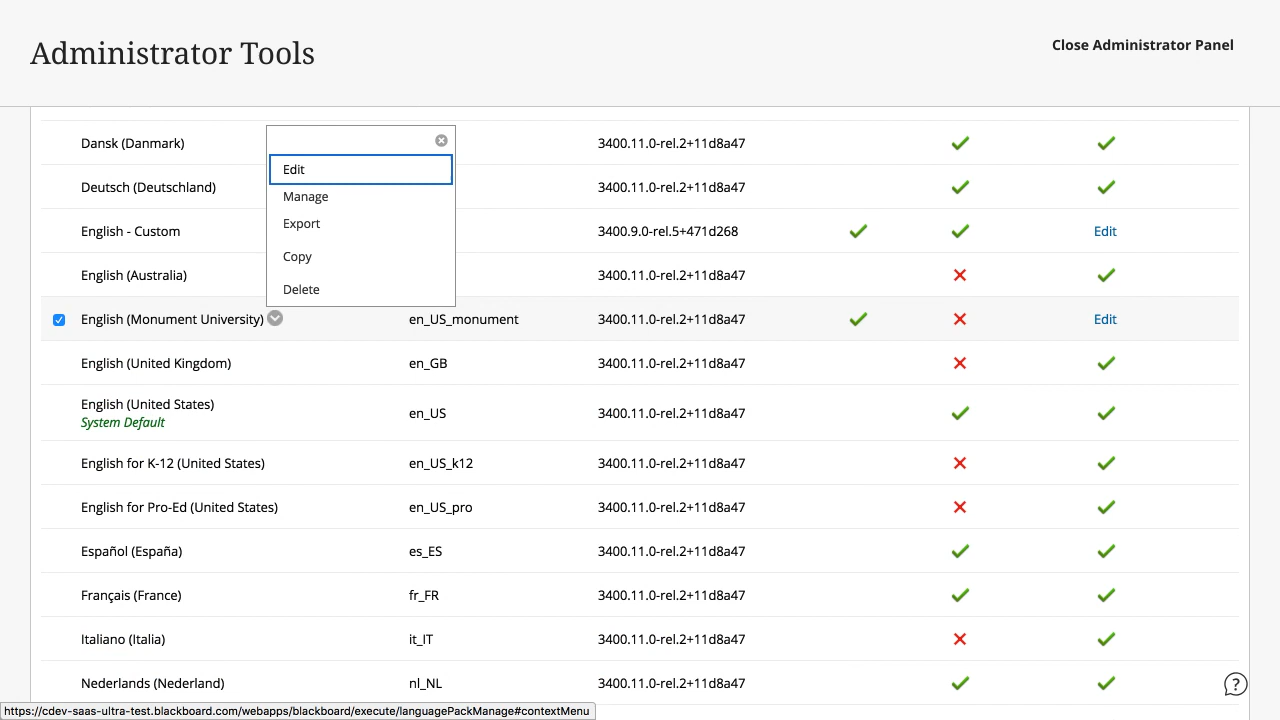 Administrator Tools
Close Administrator Panel
Dansk (Danmark) 3400.11.0-rel.2+11d8a47
Edit
Deutsch (Deutschland) 3400.11.0-rel.2+11d8a47
Manage
Export
English - Custom 3400.9.0-rel.5+471d268 Edit
Copy
English (Australia) 3400.11.0-rel.2+11d8a47
Delete
English (Monument University) en_US_monument 3400.11.0-rel.2+11d8a47 Edit
English (United Kingdom) en_GB 3400.11.0-rel.2+11d8a47
English (United States) en_US 3400.11.0-rel.2+11d8a47
System Default
English for K-12 (United States) en_US_k12 3400.11.0-rel.2+11d8a47
English for Pro-Ed (United States) en_US_pro 3400.11.0-rel.2+11d8a47
Español (España) es_ES 3400.11.0-rel.2+11d8a47
Français (France) fr_FR 3400.11.0-rel.2+11d8a47
Italiano (Italia) it_IT 3400.11.0-rel.2+11d8a47
Nederlands (Nederland) nl_NL 3400.11.0-rel.2+11d8a47
?
https://cdev-saas-ultra-test.blackboard.com/webapps/blackboard/execute/languagePackManage#contextMenu